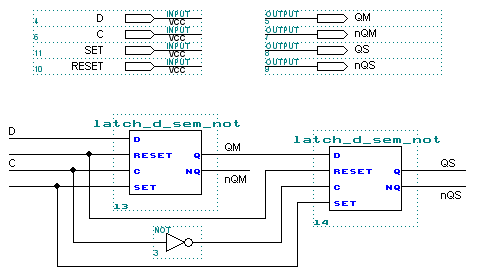 D INPUT VCC 4
C INPUT VCC 6
SET INPUT VCC 11
RESET INPUT VCC 10
OUTPUT QM 5
OUTPUT nQM 7
OUTPUT QS 8
OUTPUT nQS 9
latch_d_sem_not
D
RESET Q
C NQ
SET
13
latch_d_sem_not
D
RESET Q
C NQ
SET
14
D
C
QM
nQM
QS
nQS
NOT
3